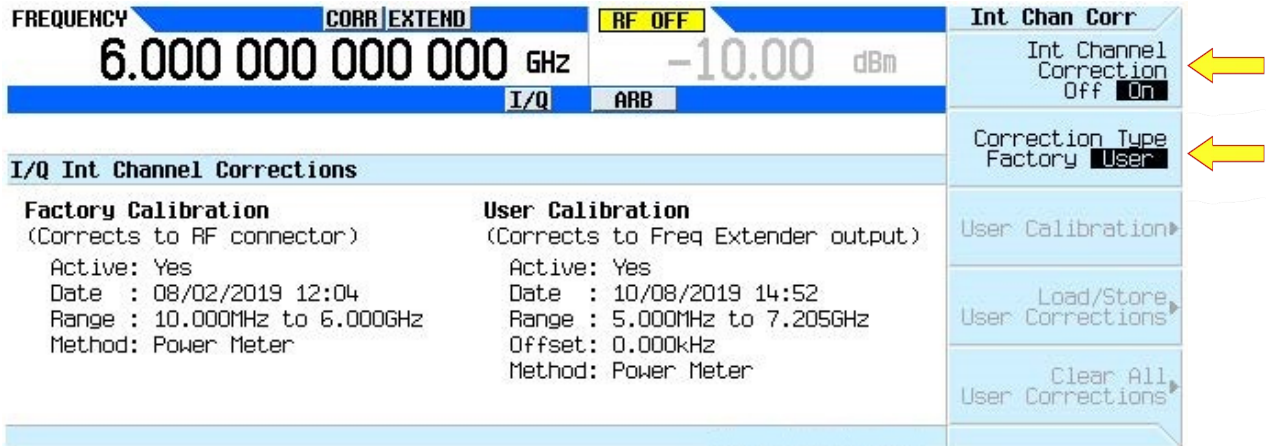 FREQUENCY CORR EXTEND RF OFF
6.000 000 000 000 GHz -10.00 dBm
I/Q ARB
I/Q Int Channel Corrections
Factory Calibration
(Corrects to RF connector)
Active: Yes
Date : 08/02/2019 12:04
Range : 10.000MHz to 6.000GHz
Method: Power Meter
User Calibration
(Corrects to Freq Extender output)
Active: Yes
Date : 10/08/2019 14:52
Range : 5.000MHz to 7.205GHz
Offset: 0.000kHz
Method: Power Meter
Int Chan Corr
Int Channel
Correction
Off On
Correction Type
Factory User
User Calibration
Load/Store
User Corrections
Clear All
User Corrections